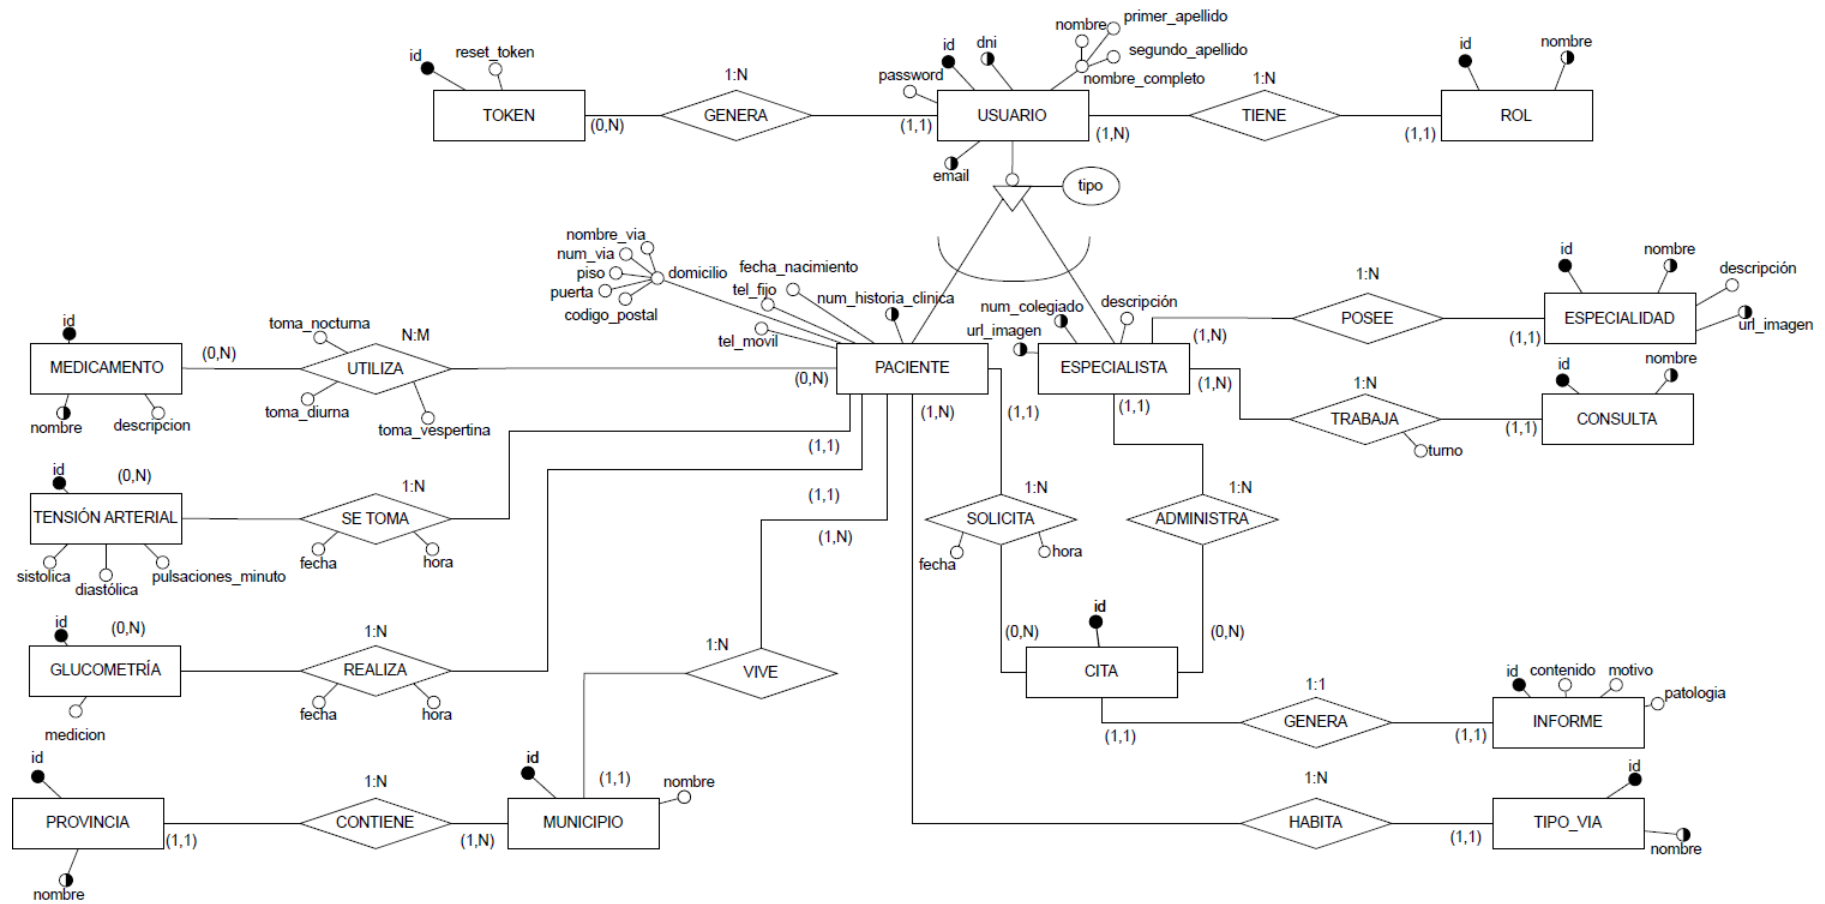 primer_apellido
nombre
id
dni
segundo_apellido
nombre_completo
password
id
reset_token
1:N
1:N
id
nombre
TOKEN
GENERA
USUARIO
TIENE
ROL
(0,N)
(1,1)
(1,N)
(1,1)
email
tipo
nombre_via
num_via
piso
puerta
codigo_postal
domicilio
fecha_nacimiento
tel_fijo
num_historia_clinica
tel_movil
num_colegiado
descripción
url_imagen
1:N
id
nombre
descripción
url_imagen
POSEE
ESPECIALIDAD
(1,N)
(1,1)
id
toma_nocturna
N:M
(0,N)
MEDICAMENTO
UTILIZA
PACIENTE
ESPECIALISTA
(0,N)
toma_diurna
toma_vespertina
nombre
descripcion
(1,N)
(1,1)
(1,1)
(1,N)
1:N
id
nombre
TRABAJA
CONSULTA
(1,1)
turno
(1,1)
id
(0,N)
1:N
TENSIÓN ARTERIAL
SE TOMA
fecha
hora
sistolica
diastólica
pulsaciones_minuto
(1,1)
(1,N)
1:N
1:N
SOLICITA
ADMINISTRA
fecha
hora
id
(0,N)
(0,N)
CITA
id
(0,N)
1:N
GLUCOMETRÍA
REALIZA
fecha
hora
medicion
1:N
VIVE
1:1
GENERA
(1,1)
(1,1)
id
contenido
motivo
patologia
INFORME
id
1:N
id
(1,1)
nombre
PROVINCIA
CONTIENE
MUNICIPIO
(1,1)
(1,N)
nombre
1:N
HABITA
(1,1)
id
TIPO_VIA
nombre